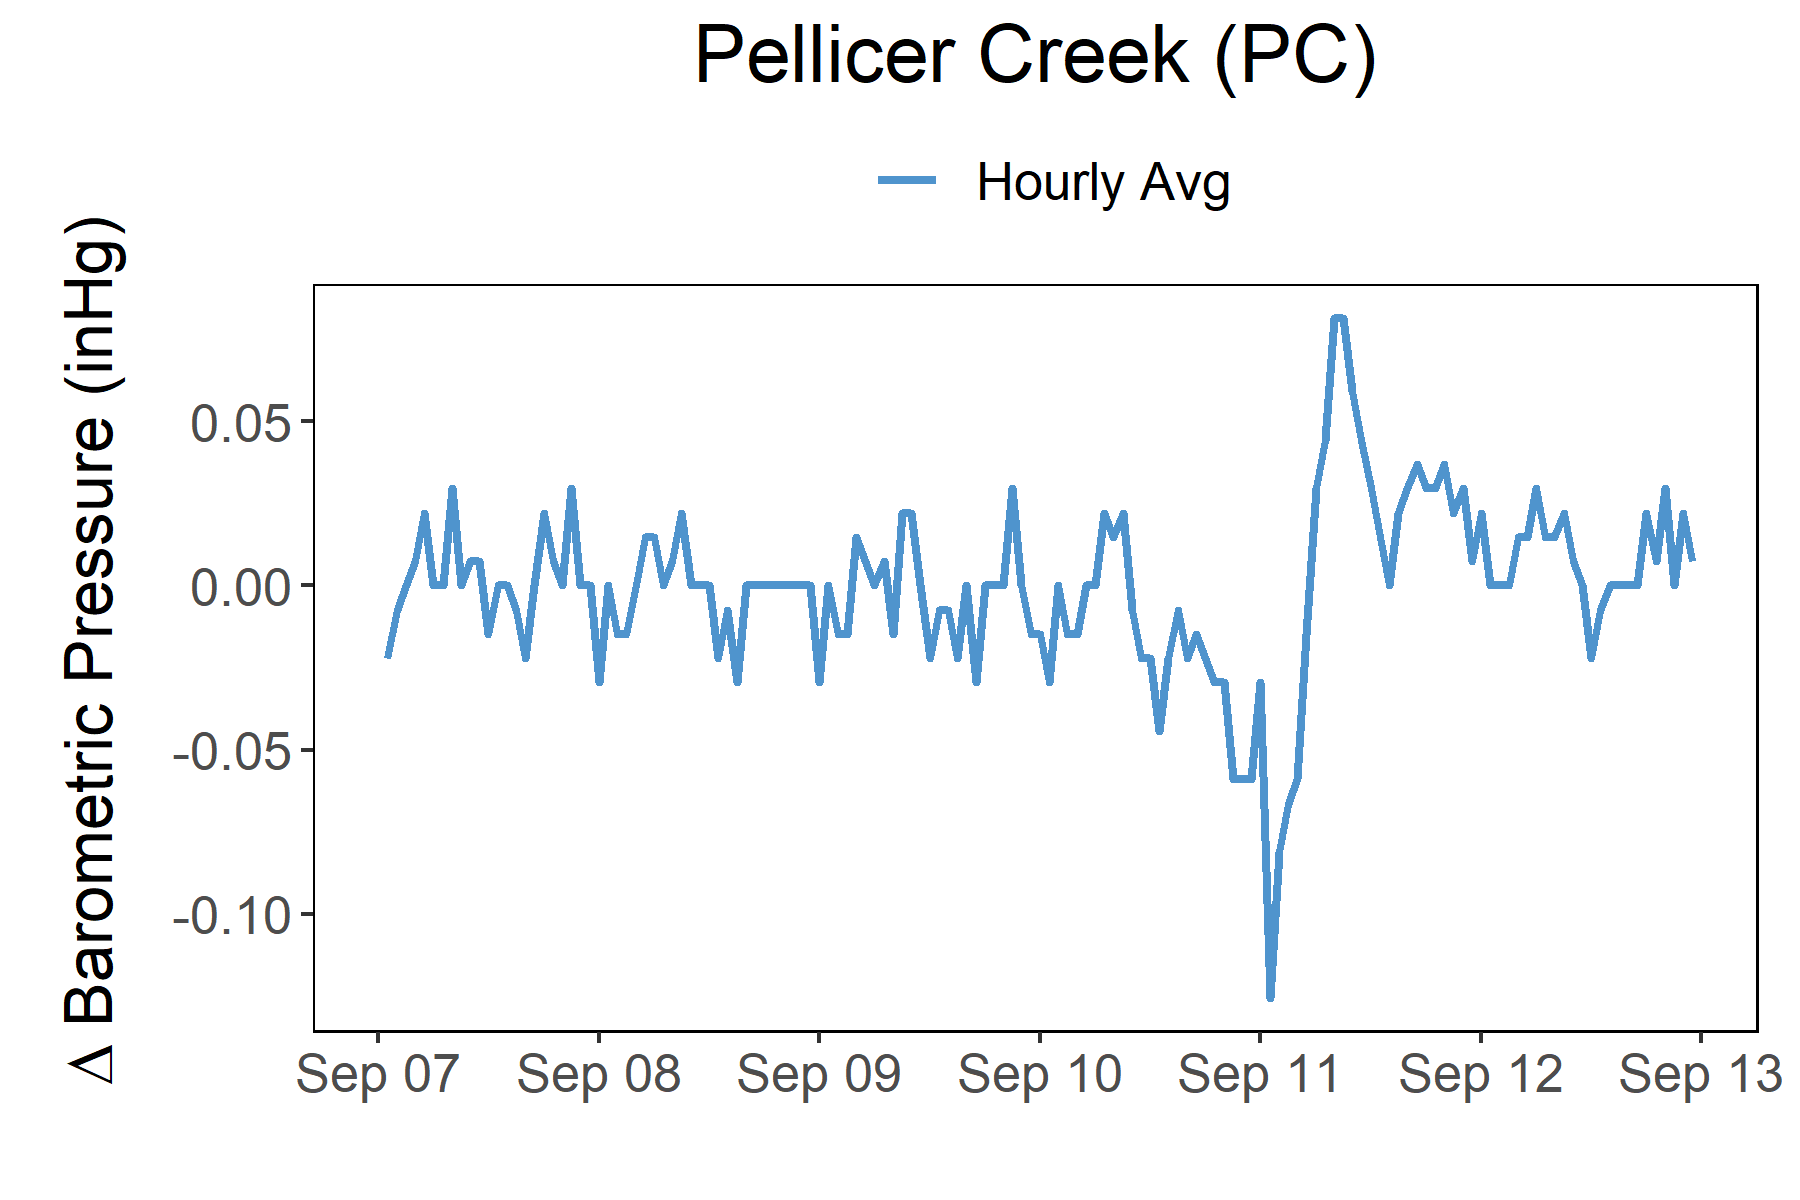 Pellicer Creek (PC)
Hourly Avg
Δ Barometric Pressure (inHg)
0.05
0.00
-0.05
-0.10
Sep 07 Sep 08 Sep 09 Sep 10 Sep 11 Sep 12 Sep 13